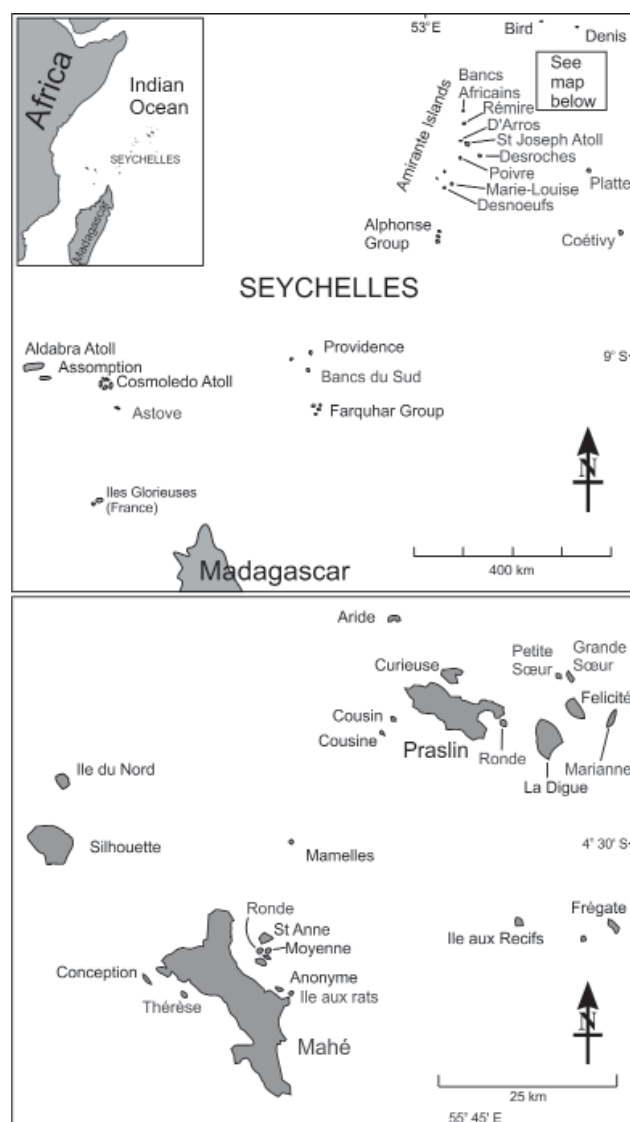 Africa
Indian
Ocean
SEYCHELLES
Madagascar
53° E
Bird
Denis
See
map
below
Amirante Islands
Bancs
Africains
Rémire
D'Arros
St Joseph Atoll
Desroches
Poivre
Marie-Louise
Desnoeufs
Platte
Alphonse
Group
Coétivy
SEYCHELLES
Aldabra Atoll
Assomption
Cosmoledo Atoll
Astove
Providence
Bancs du Sud
Farquhar Group
9° S
Iles Glorieuses
(France)
Madagascar
N
400 km
Aride
Curieuse
Petite
Sœur
Grande
Sœur
Felicité
Cousin
Cousine
Praslin
Ronde
Marianne
La Digue
Ile du Nord
Silhouette
Mamelles
4° 30' S
Ronde
St Anne
Moyenne
Conception
Thérèse
Anonyme
Ile aux rats
Mahé
Frégate
Ile aux Recifs
N
25 km
55° 45' E